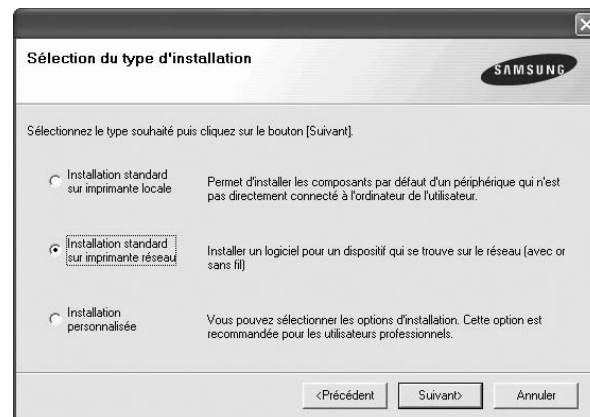 Sélection du type d'installation
SAMSUNG
Sélectionnez le type souhaité puis cliquez sur le bouton [Suivant].
Installation standard
sur imprimante locale
Permet d'installer les composants par défaut d'un périphérique qui n'est
pas directement connecté à l'ordinateur de l'utilisateur.
Installation standard
sur imprimante réseau
Installer un logiciel pour un dispositif qui se trouve sur le réseau (avec or
sans fil)
Installation
personnalisée
Vous pouvez sélectionner les options d'installation. Cette option est
recommandée pour les utilisateurs professionnels.
<Précédent
Suivant>
Annuler